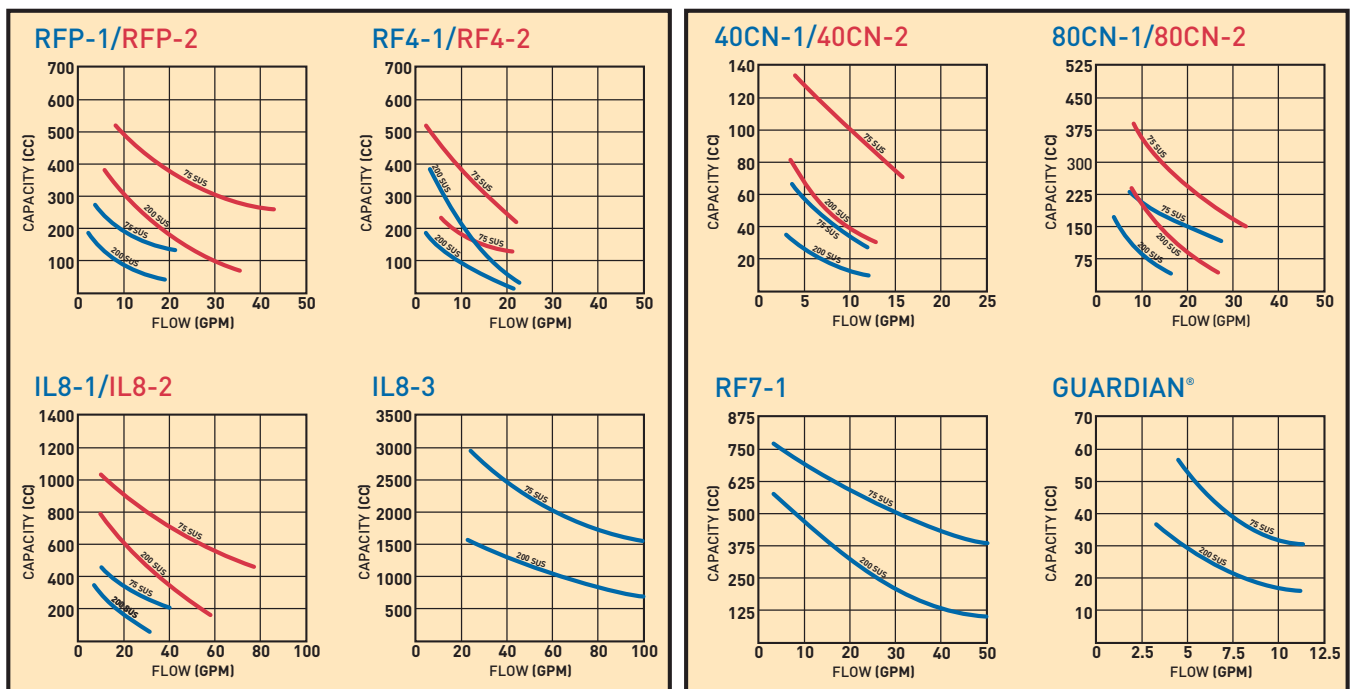 RFP-1/RFP-2
CAPACITY (CC)
700
600
500
400
300
200
100
75 SUS
200 SUS
75 SUS
200 SUS
0 10 20 30 40 50
FLOW (GPM)
RF4-1/RF4-2
CAPACITY (CC)
700
600
500
400
300
200
100
200 SUS
75 SUS
75 SUS
200 SUS
0 10 20 30 40 50
FLOW (GPM)
40CN-1/40CN-2
CAPACITY (CC)
140
120
100
80
60
40
20
75 SUS
200 SUS
75 SUS
200 SUS
0 5 10 15 20 25
FLOW (GPM)
80CN-1/80CN-2
CAPACITY (CC)
525
450
375
300
225
150
75
75 SUS
75 SUS
200 SUS
200 SUS
0 10 20 30 40 50
FLOW (GPM)
IL8-1/IL8-2
CAPACITY (CC)
1400
1200
1000
800
600
400
200
75 SUS
200 SUS
75 SUS
200 SUS
0 20 40 60 80 100
FLOW (GPM)
IL8-3
CAPACITY (CC)
3500
3000
2500
2000
1500
1000
500
75 SUS
200 SUS
0 20 40 60 80 100
FLOW (GPM)
RF7-1
CAPACITY (CC)
875
750
625
500
375
250
125
75 SUS
200 SUS
0 10 20 30 40 50
FLOW (GPM)
GUARDIAN®
CAPACITY (CC)
70
60
50
40
30
20
10
75 SUS
200 SUS
0 2.5 5 7.5 10 12.5
FLOW (GPM)